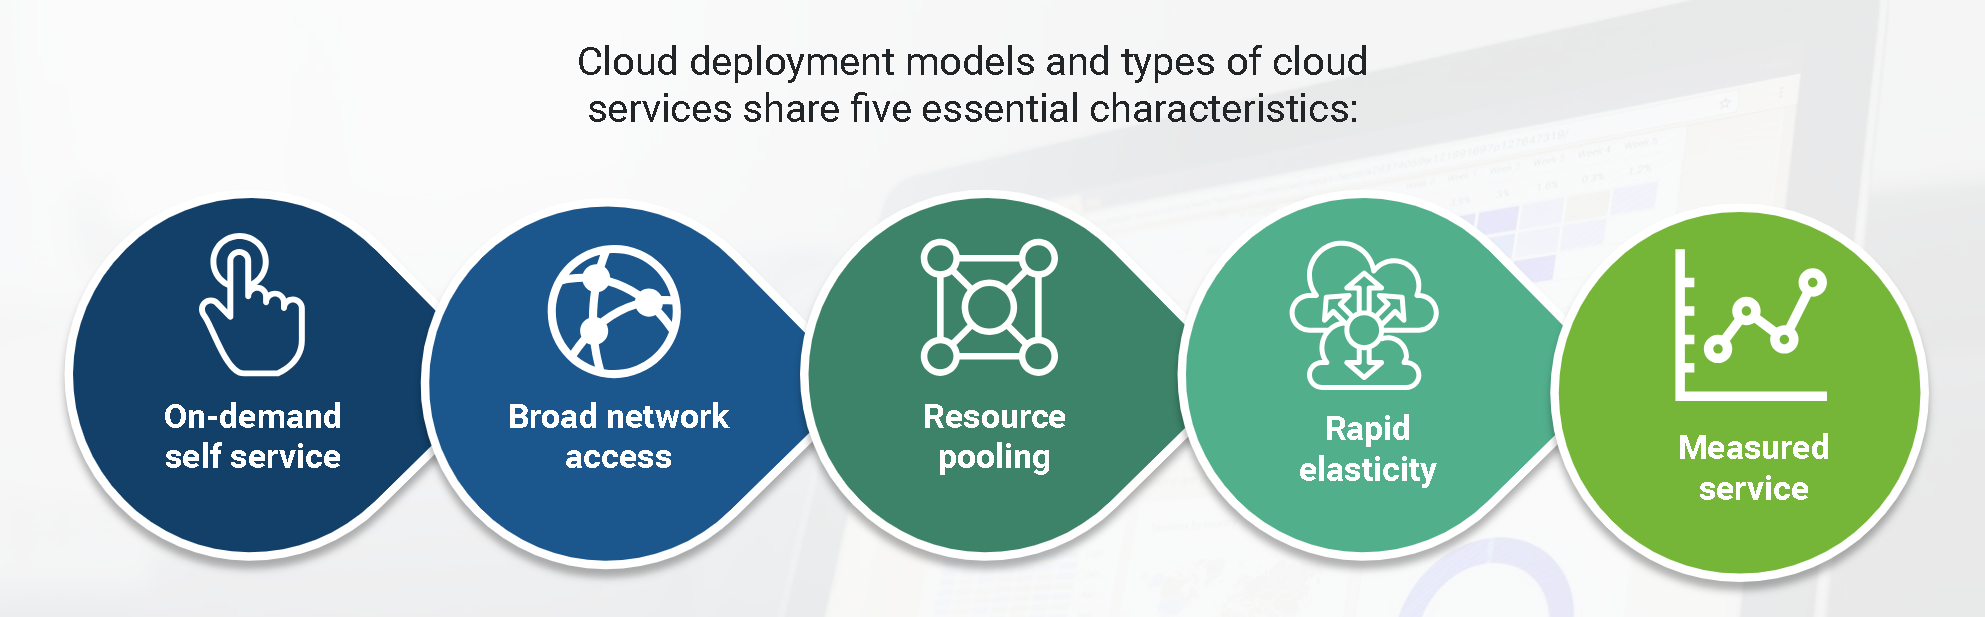 Cloud deployment models and types of cloud
services share five essential characteristics:
On-demand
self service
Broad network
access
Resource
pooling
Rapid
elasticity
Measured
service